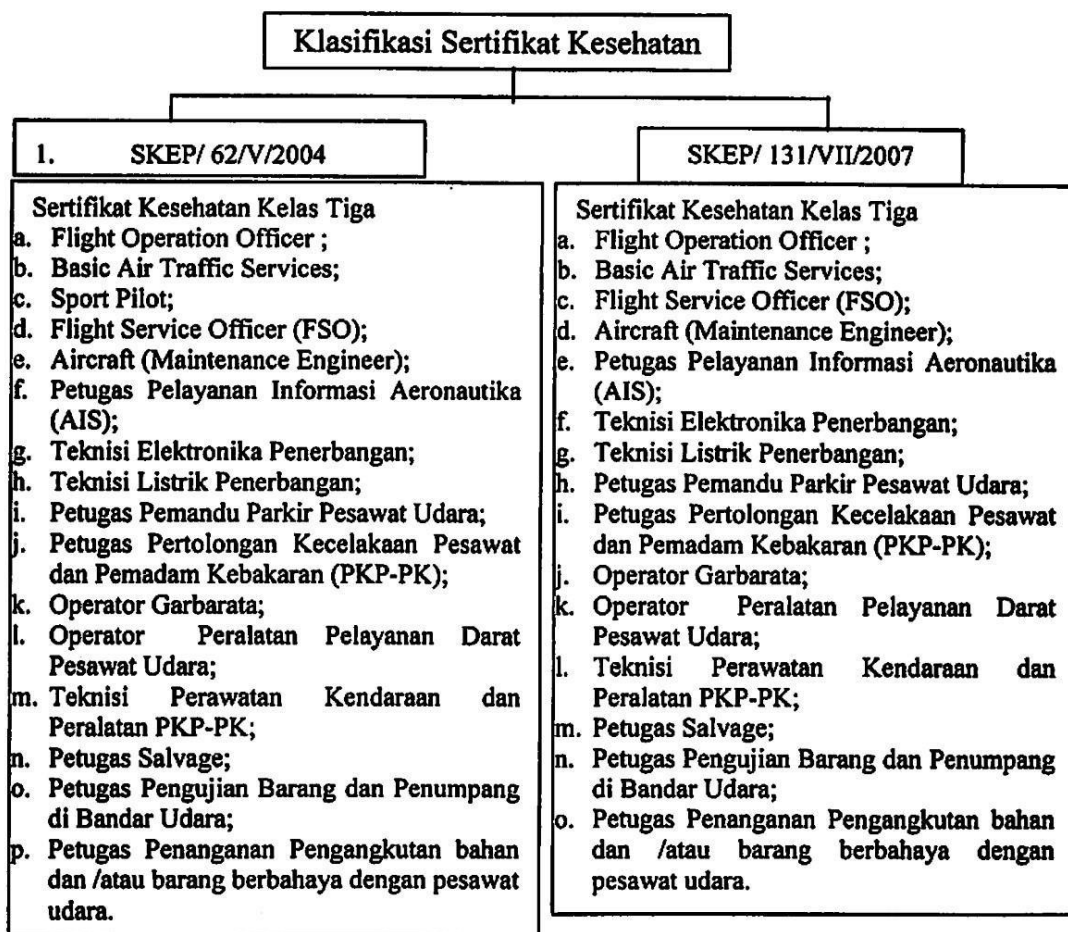 Klasifikasi Sertifikat Kesehatan
1. SKEP/ 62/V/2004
Sertifikat Kesehatan Kelas Tiga
a. Flight Operation Officer ;
b. Basic Air Traffic Services;
c. Sport Pilot;
d. Flight Service Officer (FSO);
e. Aircraft (Maintenance Engineer);
f. Petugas Pelayanan Informasi Aeronautika
(AIS);
g. Teknisi Elektronika Penerbangan;
h. Teknisi Listrik Penerbangan;
i. Petugas Pemandu Parkir Pesawat Udara;
j. Petugas Pertolongan Kecelakaan Pesawat
dan Pemadam Kebakaran (PKP-PK);
k. Operator Garbarata;
l. Operator Peralatan Pelayanan Darat
Pesawat Udara;
m. Teknisi Perawatan Kendaraan dan
Peralatan PKP-PK;
n. Petugas Salvage;
o. Petugas Pengujian Barang dan Penumpang
di Bandar Udara;
p. Petugas Penanganan Pengangkutan bahan
dan /atau barang berbahaya dengan pesawat
udara.
SKEP/ 131/VII/2007
Sertifikat Kesehatan Kelas Tiga
a. Flight Operation Officer ;
b. Basic Air Traffic Services;
c. Flight Service Officer (FSO);
d. Aircraft (Maintenance Engineer);
e. Petugas Pelayanan Informasi Aeronautika
(AIS);
f. Teknisi Elektronika Penerbangan;
g. Teknisi Listrik Penerbangan;
h. Petugas Pemandu Parkir Pesawat Udara;
i. Petugas Pertolongan Kecelakaan Pesawat
dan Pemadam Kebakaran (PKP-PK);
j. Operator Garbarata;
k. Operator Peralatan Pelayanan Darat
Pesawat Udara;
l. Teknisi Perawatan Kendaraan dan
Peralatan PKP-PK;
m. Petugas Salvage;
n. Petugas Pengujian Barang dan Penumpang
di Bandar Udara;
o. Petugas Penanganan Pengangkutan bahan
dan /atau barang berbahaya dengan
pesawat udara.